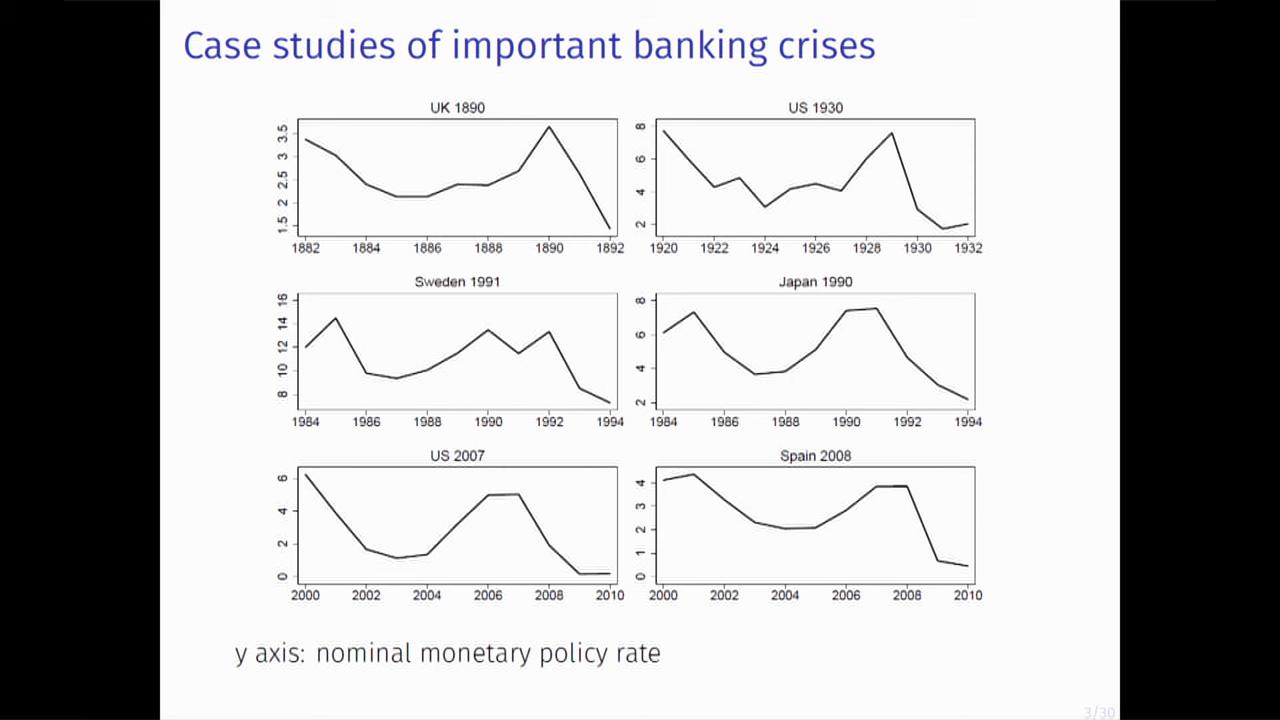 Case studies of important banking crises
UK 1890
3.5
3
2.5
2
1.5
1882 1884 1886 1888 1890 1892
US 1930
8
6
4
2
1920 1922 1924 1926 1928 1930 1932
Sweden 1991
16
14
12
10
8
1984 1986 1988 1990 1992 1994
Japan 1990
8
6
4
2
1984 1986 1988 1990 1992 1994
US 2007
6
4
2
0
2000 2002 2004 2006 2008 2010
Spain 2008
4
3
2
1
0
2000 2002 2004 2006 2008 2010
y axis: nominal monetary policy rate
3/30